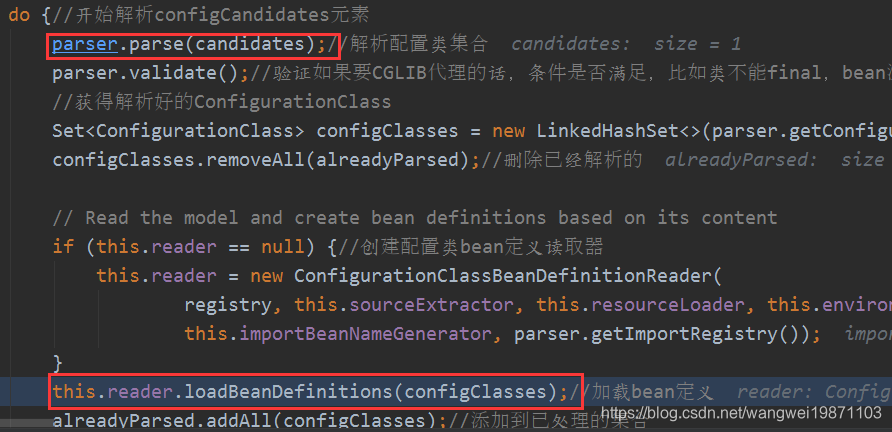 do {//开始解析configCandidates元素
parser.parse(candidates);//解析配置类集合 candidates: size = 1
parser.validate();//验证如果要CGLIB代理的话，条件是否满足，比如类不能final，bean
//获得解析好的ConfigurationClass
Set<ConfigurationClass> configClasses = new LinkedHashSet<>(parser.getConfigu
configClasses.removeAll(alreadyParsed);//删除已经解析的 alreadyParsed: size
// Read the model and create bean definitions based on its content
if (this.reader == null) {//创建配置类bean定义读取器
this.reader = new ConfigurationClassBeanDefinitionReader(
registry, this.sourceExtractor, this.resourceLoader, this.environ
this.importBeanNameGenerator, parser.getImportRegistry()); impor
}
this.reader.loadBeanDefinitions(configClasses);//加载bean定义 reader: Config
alreadyParsed.addAll(configClasses);//添加到已处理的集合
https://blog.csdn.net/wangwei19871103